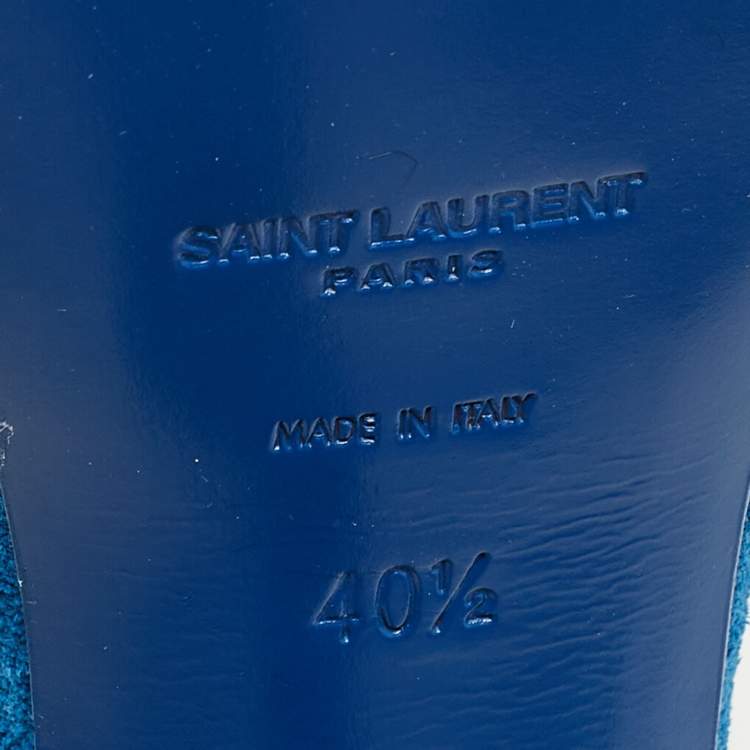 SAINT LAURENT
PARIS
MADE IN ITALY
40½